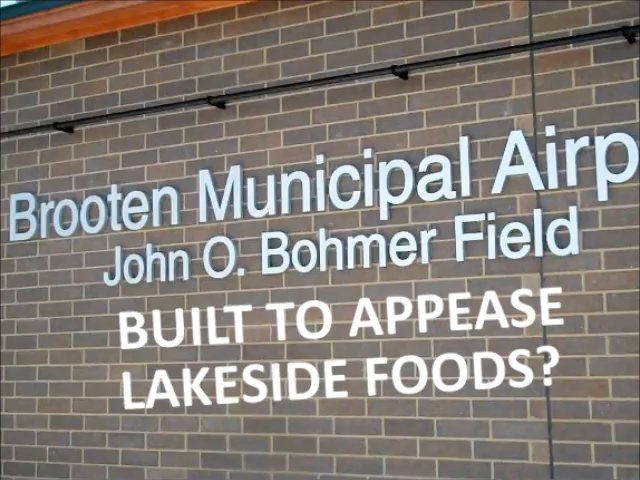 Brooten Municipal Airp
John O. Bohmer Field
BUILT TO APPEASE
LAKESIDE FOODS?